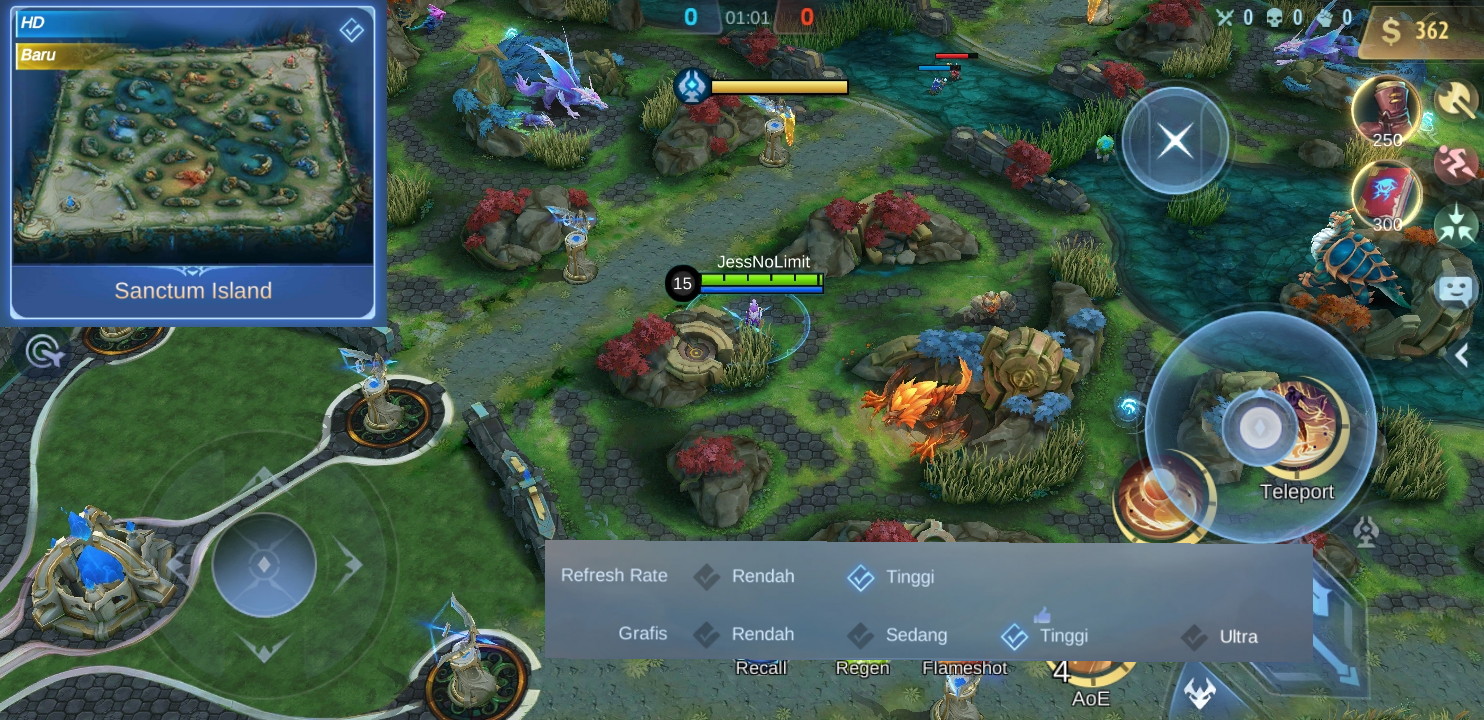 HD
Baru
Sanctum Island
0 01:01 0
0 0 0
$ 362
250
300
JessNoLimit
15
Teleport
Refresh Rate Rendah Tinggi
Grafis Rendah Sedang Tinggi Ultra
Recall Regen Flameshot 4
AoE